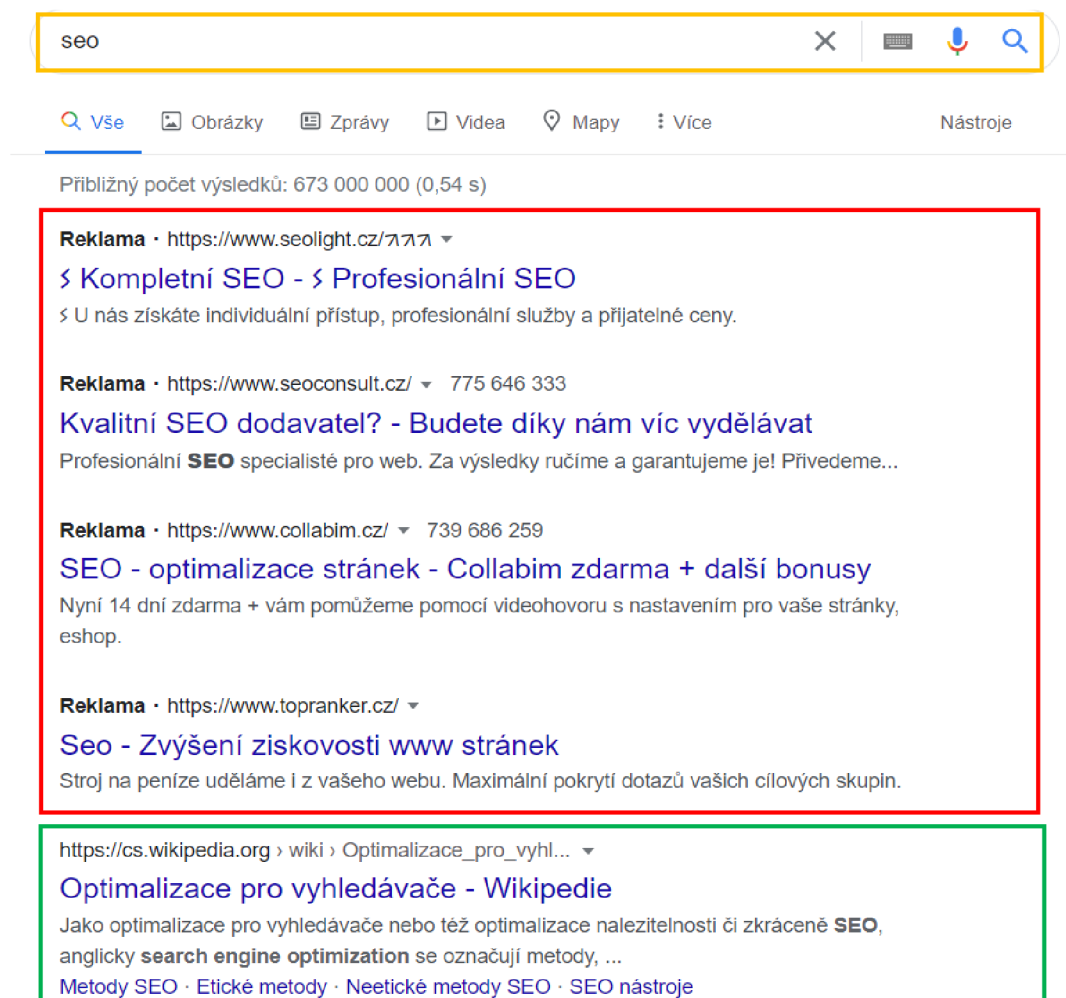 seo
Vše Obrázky Zprávy Videa Mapy Více Nástroje
Přibližný počet výsledků: 673 000 000 (0,54 s)
Reklama · https://www.seolight.cz/⇱⇱⇱
Kompletní SEO - Profesionální SEO
U nás získáte individuální přístup, profesionální služby a přijatelné ceny.
Reklama · https://www.seoconsult.cz/ 775 646 333
Kvalitní SEO dodavatel? - Budete díky nám víc vydělávat
Profesionální SEO specialisté pro web. Za výsledky ručíme a garantujeme je! Přivedeme...
Reklama · https://www.collabim.cz/ 739 686 259
SEO - optimalizace stránek - Collabim zdarma + další bonusy
Nyní 14 dní zdarma + vám pomůžeme pomocí videohovoru s nastavením pro vaše stránky,
eshop.
Reklama · https://www.topranker.cz/
Seo - Zvýšení ziskovosti www stránek
Stroj na peníze uděláme i z vašeho webu. Maximální pokrytí dotazů vašich cílových skupin.
https://cs.wikipedia.org › wiki › Optimalizace_pro_vyhl...
Optimalizace pro vyhledávače - Wikipedie
Jako optimalizace pro vyhledávače nebo též optimalizace nalezitelnosti či zkráceně SEO,
anglicky search engine optimization se označují metody, ...
Metody SEO · Etické metody · Neetické metody SEO · SEO nástroje